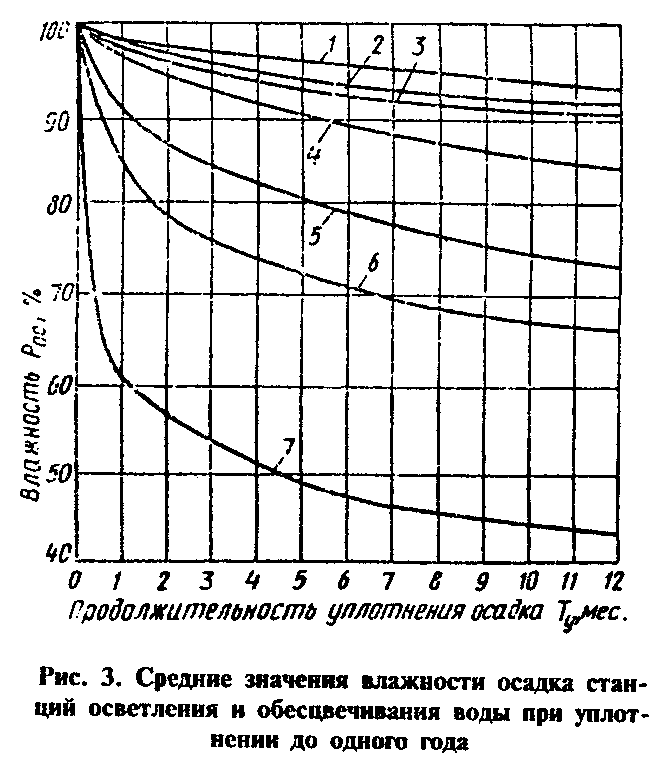 100
90
80
70
60
50
40
Влажность Pп.с, %
1
2
3
4
5
6
7
0 1 2 3 4 5 6 7 8 9 10 11 12
Продолжительность уплотнения осадка Tу, мес.
Рис. 3. Средние значения влажности осадка стан-
ций осветления и обесцвечивания воды при уплот-
нении до одного года